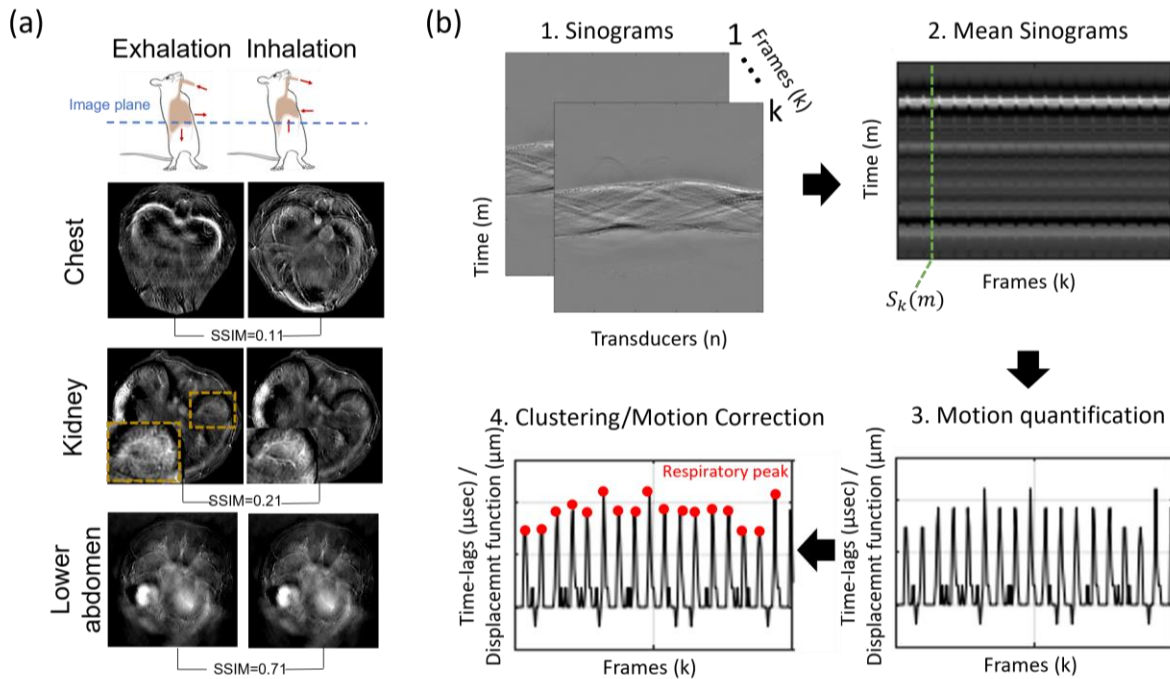 (a)
Exhalation
Inhalation
Image plane
Chest
SSIM=0.11
Kidney
SSIM=0.21
Lower
abdomen
SSIM=0.71
(b)
1. Sinograms
1
Frames (k)
k
Time (m)
Transducers (n)
2. Mean Sinograms
Time (m)
Frames (k)
Sₖ(m)
3. Motion quantification
Time-lags (μsec) /
Displacemnt function (μm)
Frames (k)
4. Clustering/Motion Correction
Respiratory peak
Time-lags (μsec) /
Displacemnt function (μm)
Frames (k)